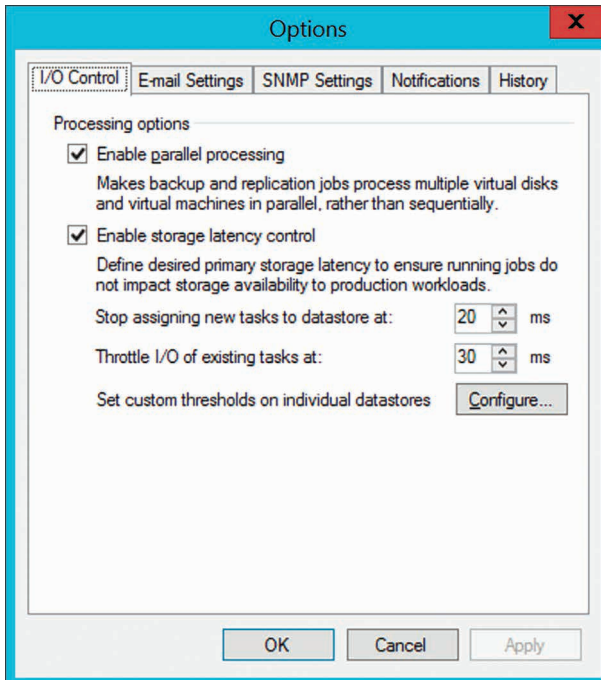 Options
X
I/O Control
E-mail Settings
SNMP Settings
Notifications
History
Processing options
Enable parallel processing
Makes backup and replication jobs process multiple virtual disks
and virtual machines in parallel, rather than sequentially.
Enable storage latency control
Define desired primary storage latency to ensure running jobs do
not impact storage availability to production workloads.
Stop assigning new tasks to datastore at: 20 ms
Throttle I/O of existing tasks at: 30 ms
Set custom thresholds on individual datastores Configure...
OK Cancel Apply